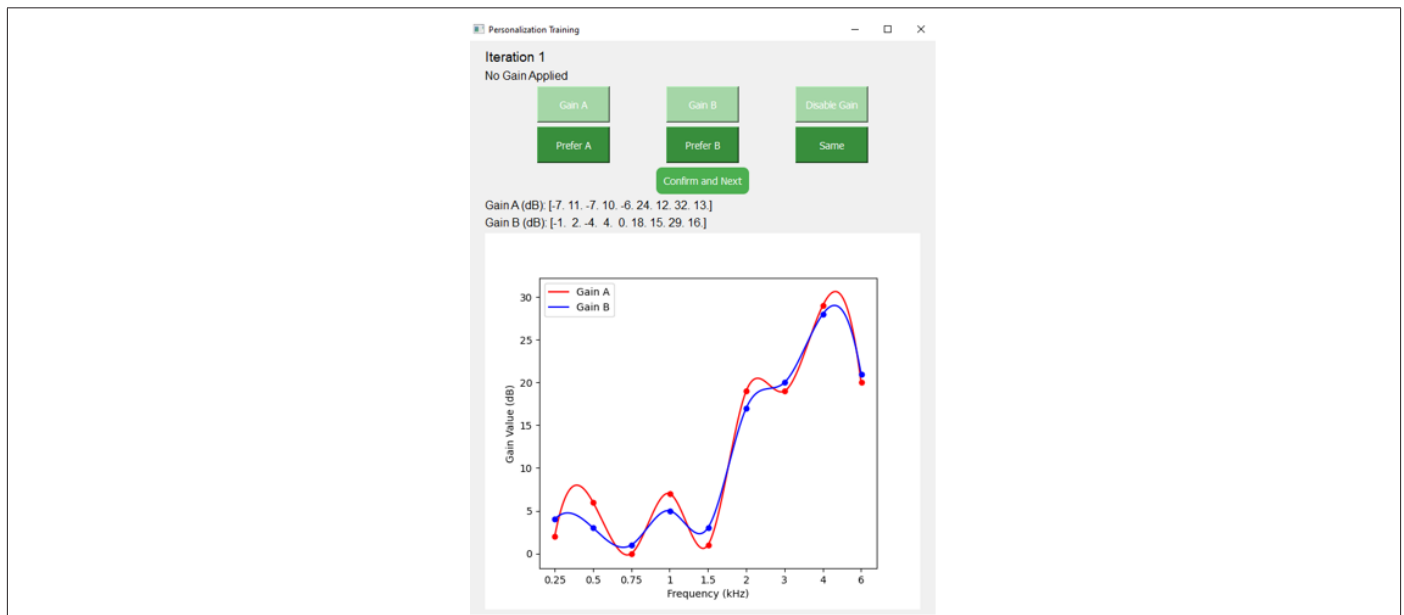 Personalization Training
Iteration 1
No Gain Applied
Gain A Gain B Disable Gain
Prefer A Prefer B Same
Confirm and Next
Gain A (dB): [-7. 11. -7. 10. -6. 24. 12. 32. 13.]
Gain B (dB): [-1. 2. -4. 4. 0. 18. 15. 29. 16.]
Gain A
Gain B
30
25
20
15
10
5
0
Gain Value (dB)
0.25 0.5 0.75 1 1.5 2 3 4 6
Frequency (kHz)